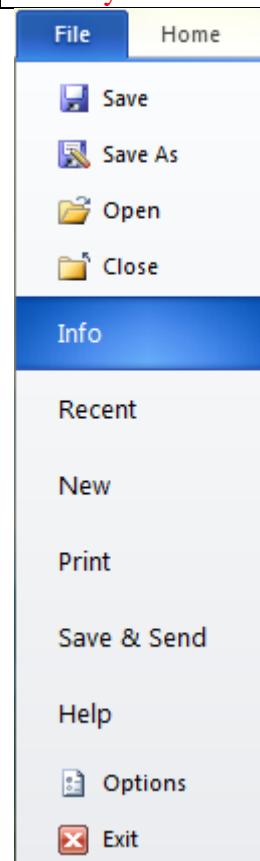 File Home
Save
Save As
Open
Close
Info
Recent
New
Print
Save & Send
Help
Options
Exit